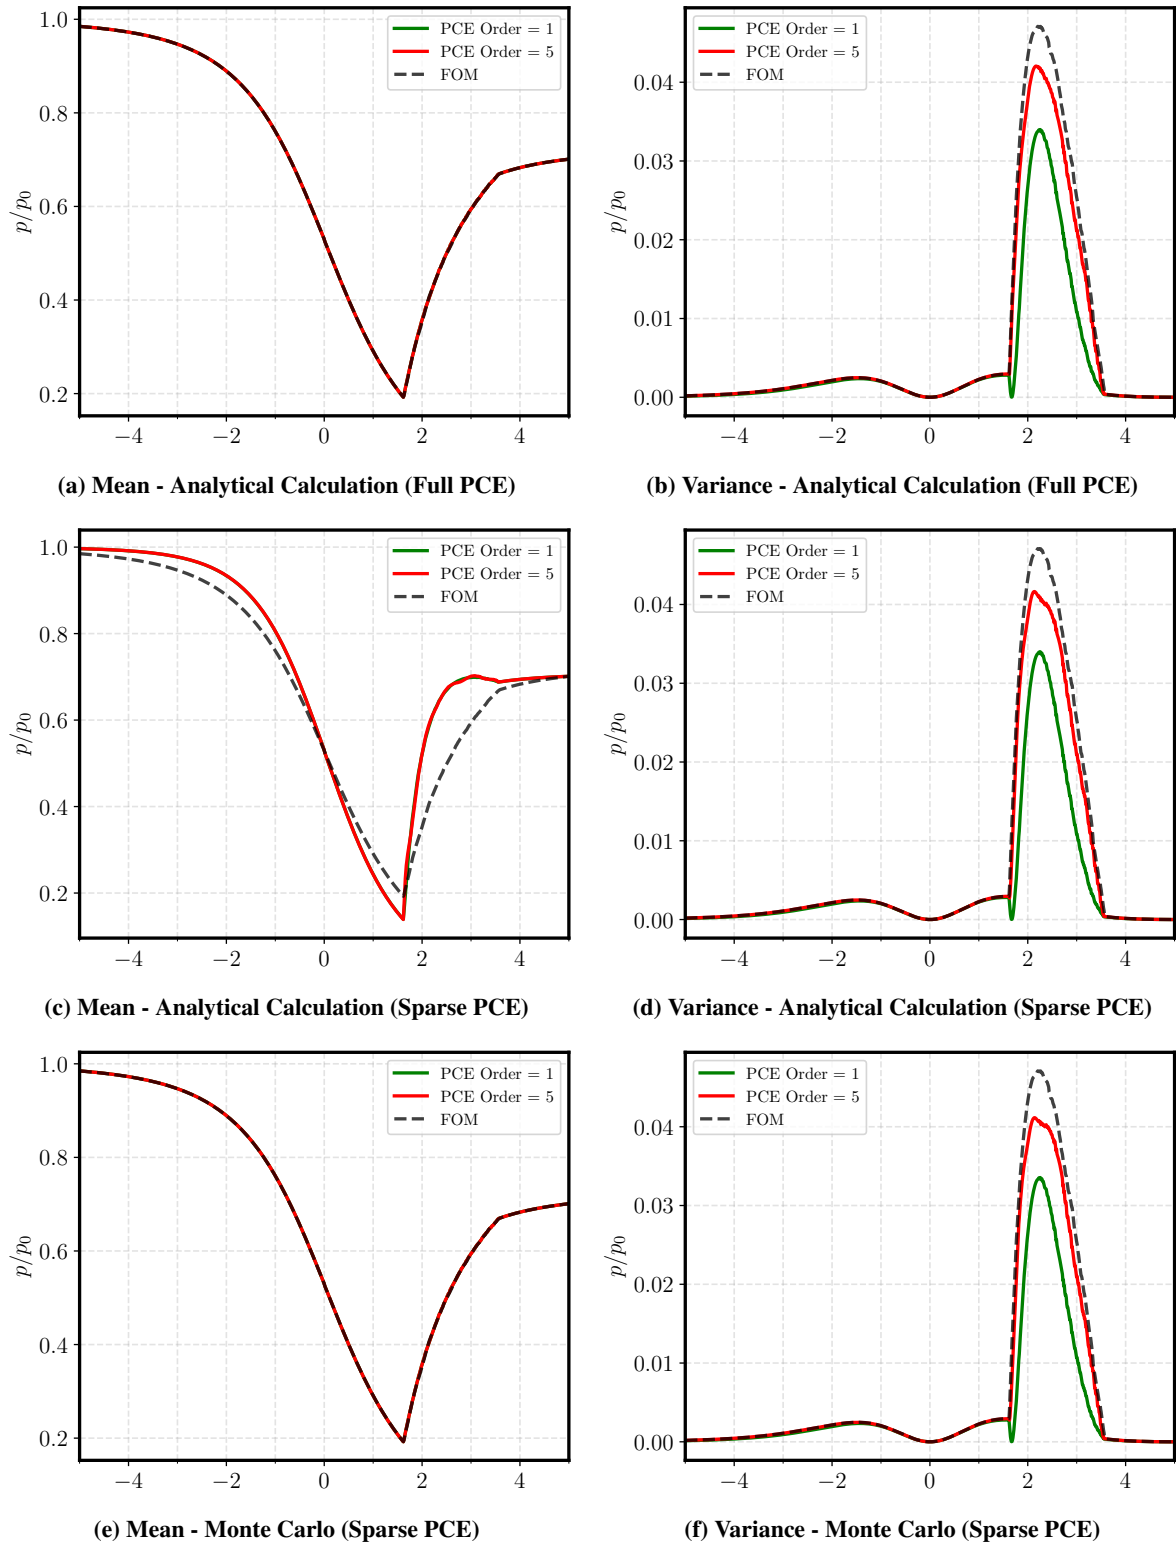 1.0
0.8
0.6
0.4
0.2
p/p₀
PCE Order = 1
PCE Order = 5
FOM
−4 −2 0 2 4
(a) Mean - Analytical Calculation (Full PCE)
0.04
0.03
0.02
0.01
0.00
p/p₀
PCE Order = 1
PCE Order = 5
FOM
−4 −2 0 2 4
(b) Variance - Analytical Calculation (Full PCE)
1.0
0.8
0.6
0.4
0.2
p/p₀
PCE Order = 1
PCE Order = 5
FOM
−4 −2 0 2 4
(c) Mean - Analytical Calculation (Sparse PCE)
0.04
0.03
0.02
0.01
0.00
p/p₀
PCE Order = 1
PCE Order = 5
FOM
−4 −2 0 2 4
(d) Variance - Analytical Calculation (Sparse PCE)
1.0
0.8
0.6
0.4
0.2
p/p₀
PCE Order = 1
PCE Order = 5
FOM
−4 −2 0 2 4
(e) Mean - Monte Carlo (Sparse PCE)
0.04
0.03
0.02
0.01
0.00
p/p₀
PCE Order = 1
PCE Order = 5
FOM
−4 −2 0 2 4
(f) Variance - Monte Carlo (Sparse PCE)